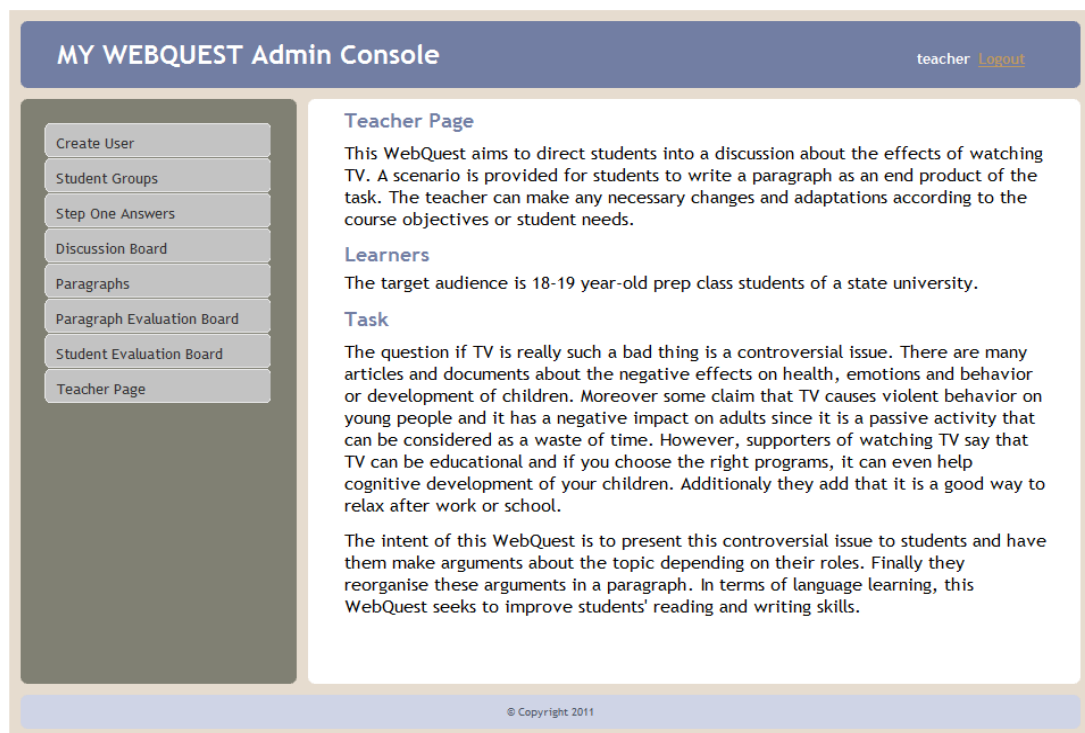 MY WEBQUEST Admin Console
teacher Logout
Create User
Student Groups
Step One Answers
Discussion Board
Paragraphs
Paragraph Evaluation Board
Student Evaluation Board
Teacher Page
Teacher Page
This WebQuest aims to direct students into a discussion about the effects of watching
TV. A scenario is provided for students to write a paragraph as an end product of the
task. The teacher can make any necessary changes and adaptations according to the
course objectives or student needs.
Learners
The target audience is 18-19 year-old prep class students of a state university.
Task
The question if TV is really such a bad thing is a controversial issue. There are many
articles and documents about the negative effects on health, emotions and behavior
or development of children. Moreover some claim that TV causes violent behavior on
young people and it has a negative impact on adults since it is a passive activity that
can be considered as a waste of time. However, supporters of watching TV say that
TV can be educational and if you choose the right programs, it can even help
cognitive development of your children. Additionaly they add that it is a good way to
relax after work or school.
The intent of this WebQuest is to present this controversial issue to students and have
them make arguments about the topic depending on their roles. Finally they
reorganise these arguments in a paragraph. In terms of language learning, this
WebQuest seeks to improve students' reading and writing skills.
© Copyright 2011